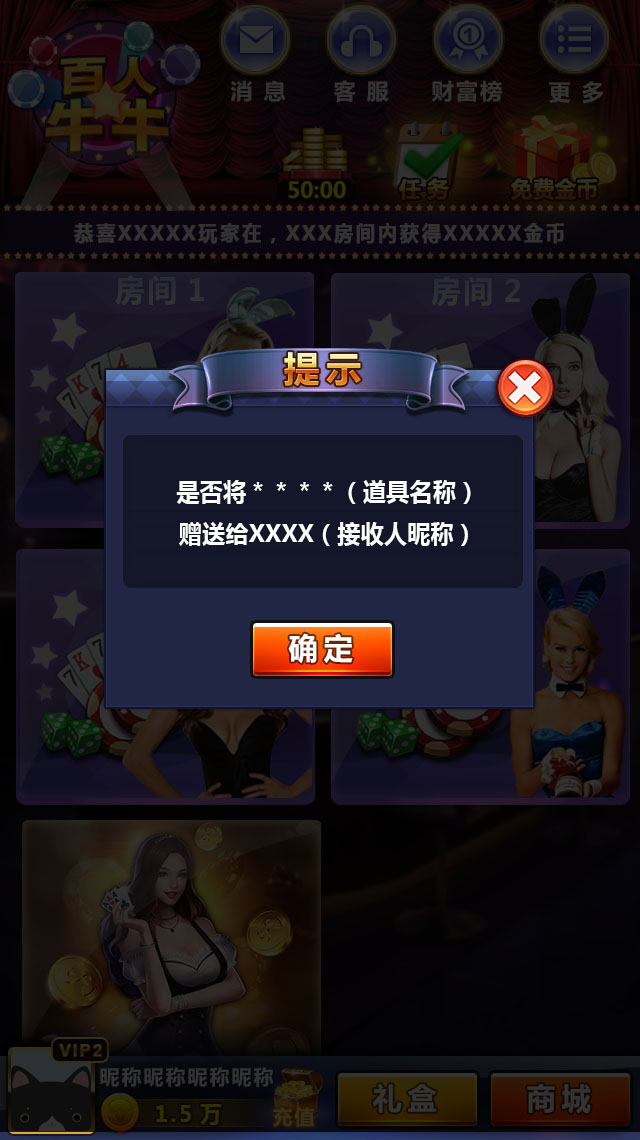 百人
牛牛
消息
客服
财富榜
更多
50:00
任务
免费金币
恭喜XXXXX玩家在，XXX房间内获得XXXXX金币
房间 1
房间 2
提示
是否将＊＊＊＊（道具名称）
赠送给XXXX（接收人昵称）
确定
VIP2
昵称昵称昵称昵称
1.5 万
充值
礼盒
商城